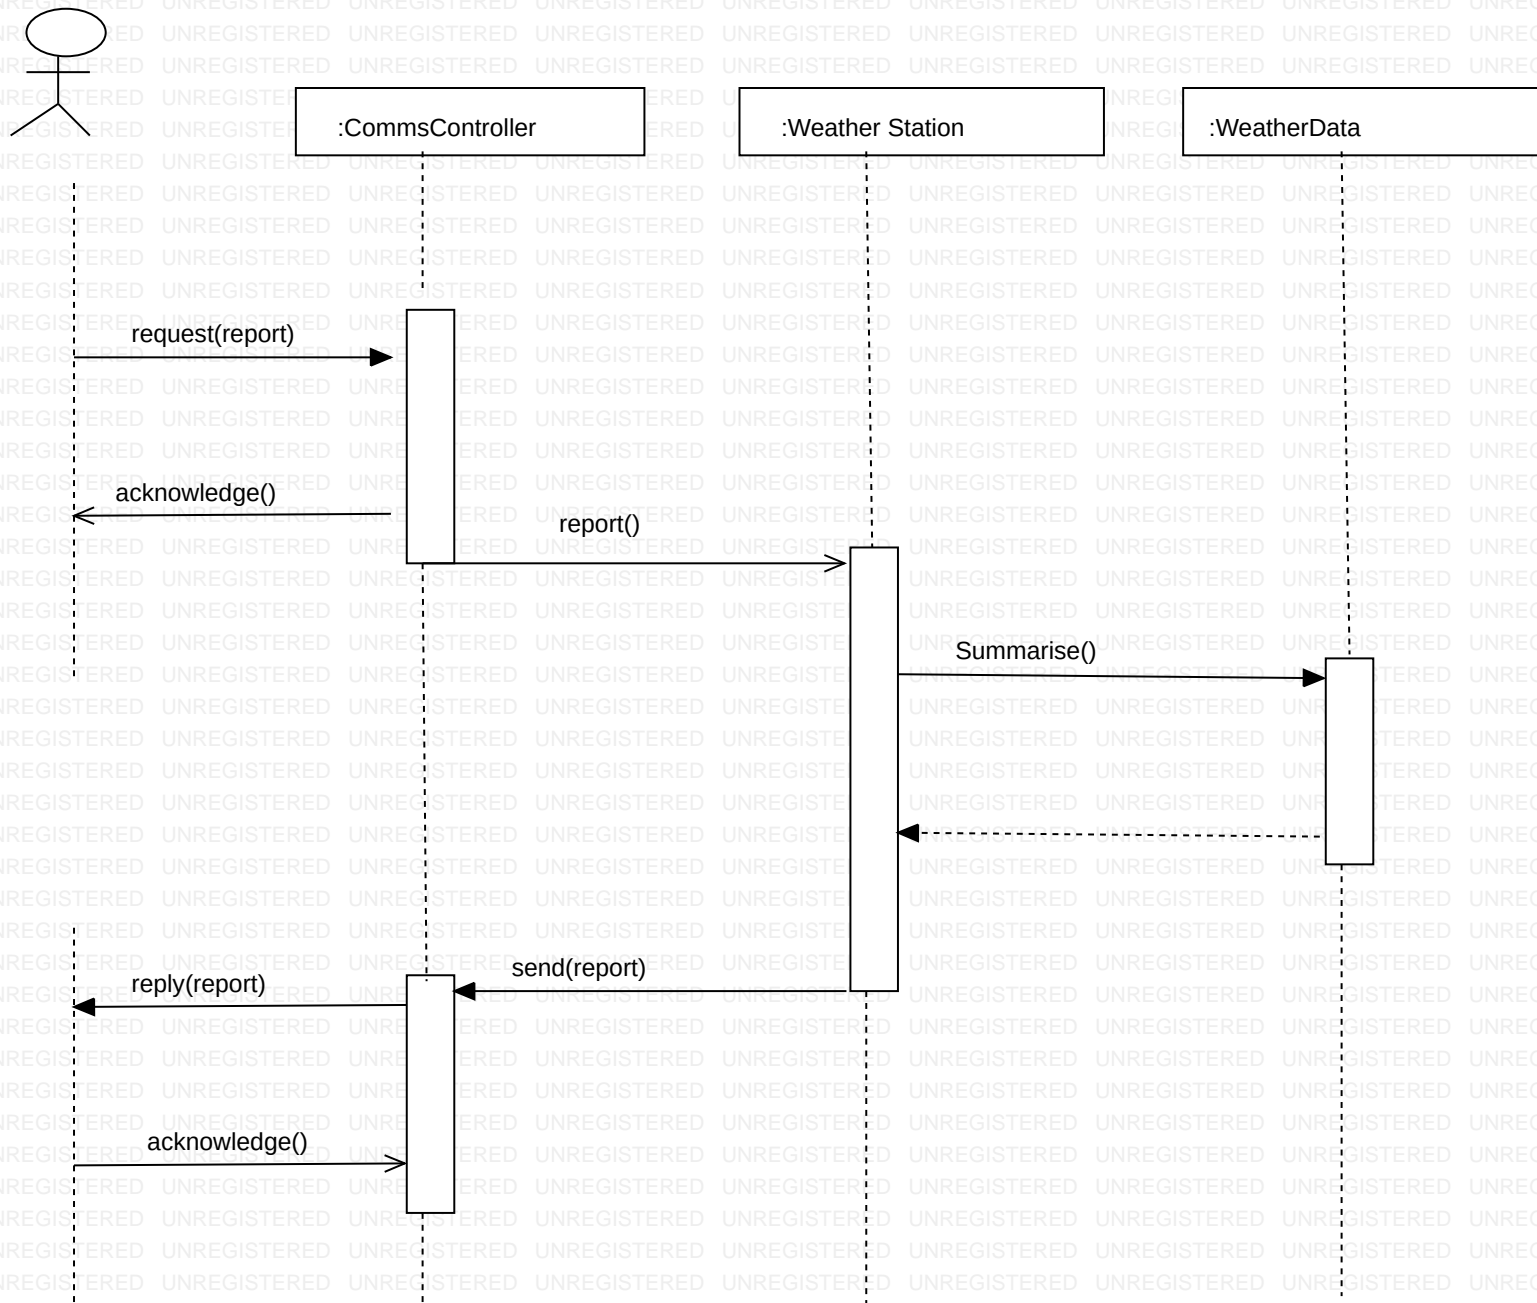 :CommsController
:Weather Station
:WeatherData
request(report)
acknowledge()
report()
Summarise()
send(report)
reply(report)
acknowledge()
UNREGISTERED